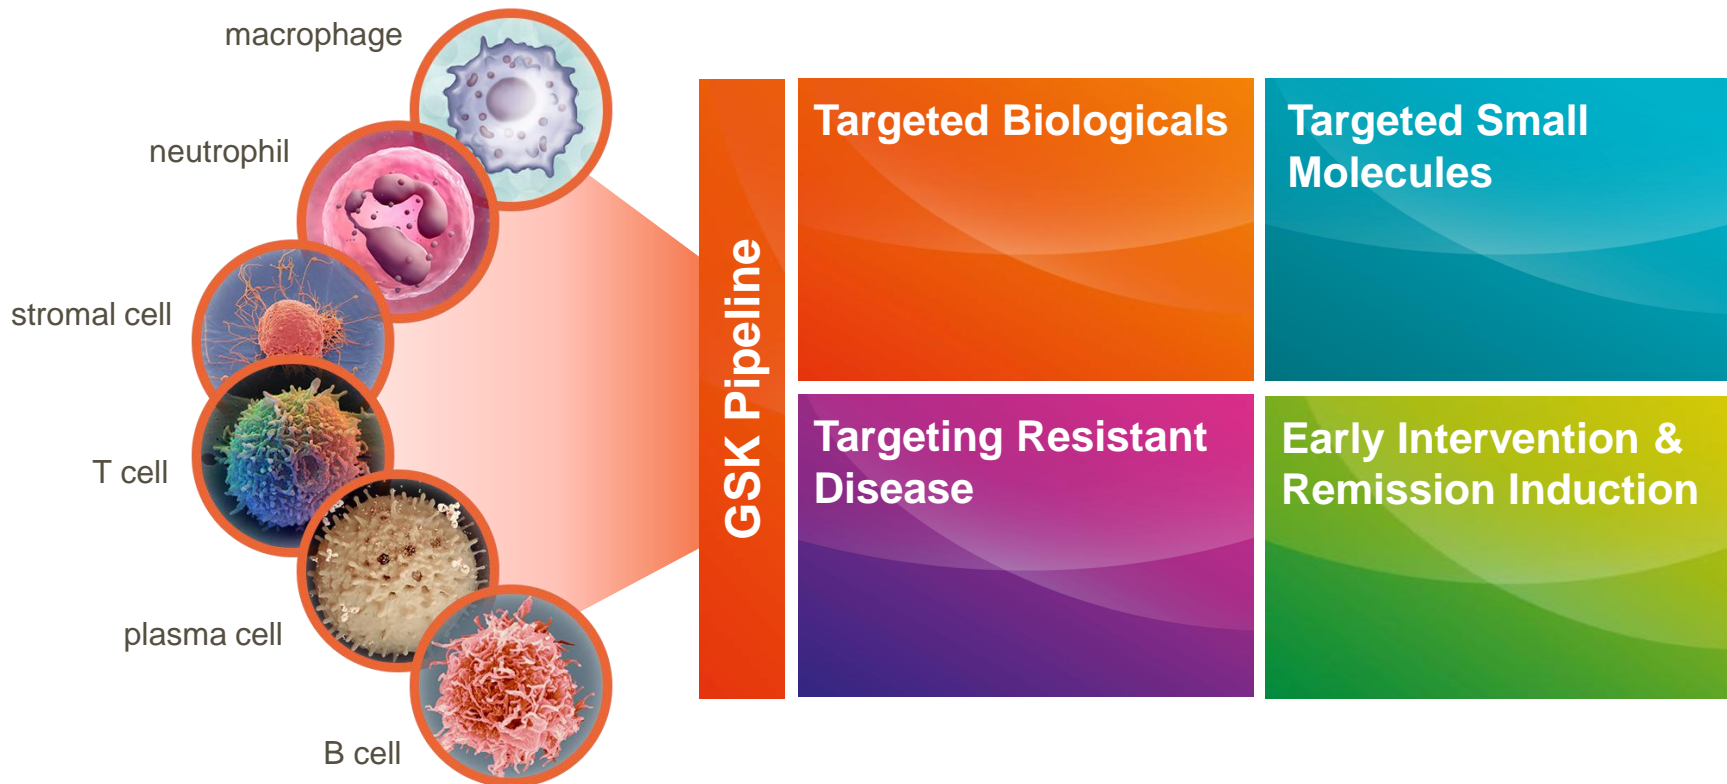 macrophage
neutrophil
stromal cell
T cell
plasma cell
B cell
GSK Pipeline
Targeted Biologicals
Targeted Small
Molecules
Targeting Resistant
Disease
Early Intervention &
Remission Induction